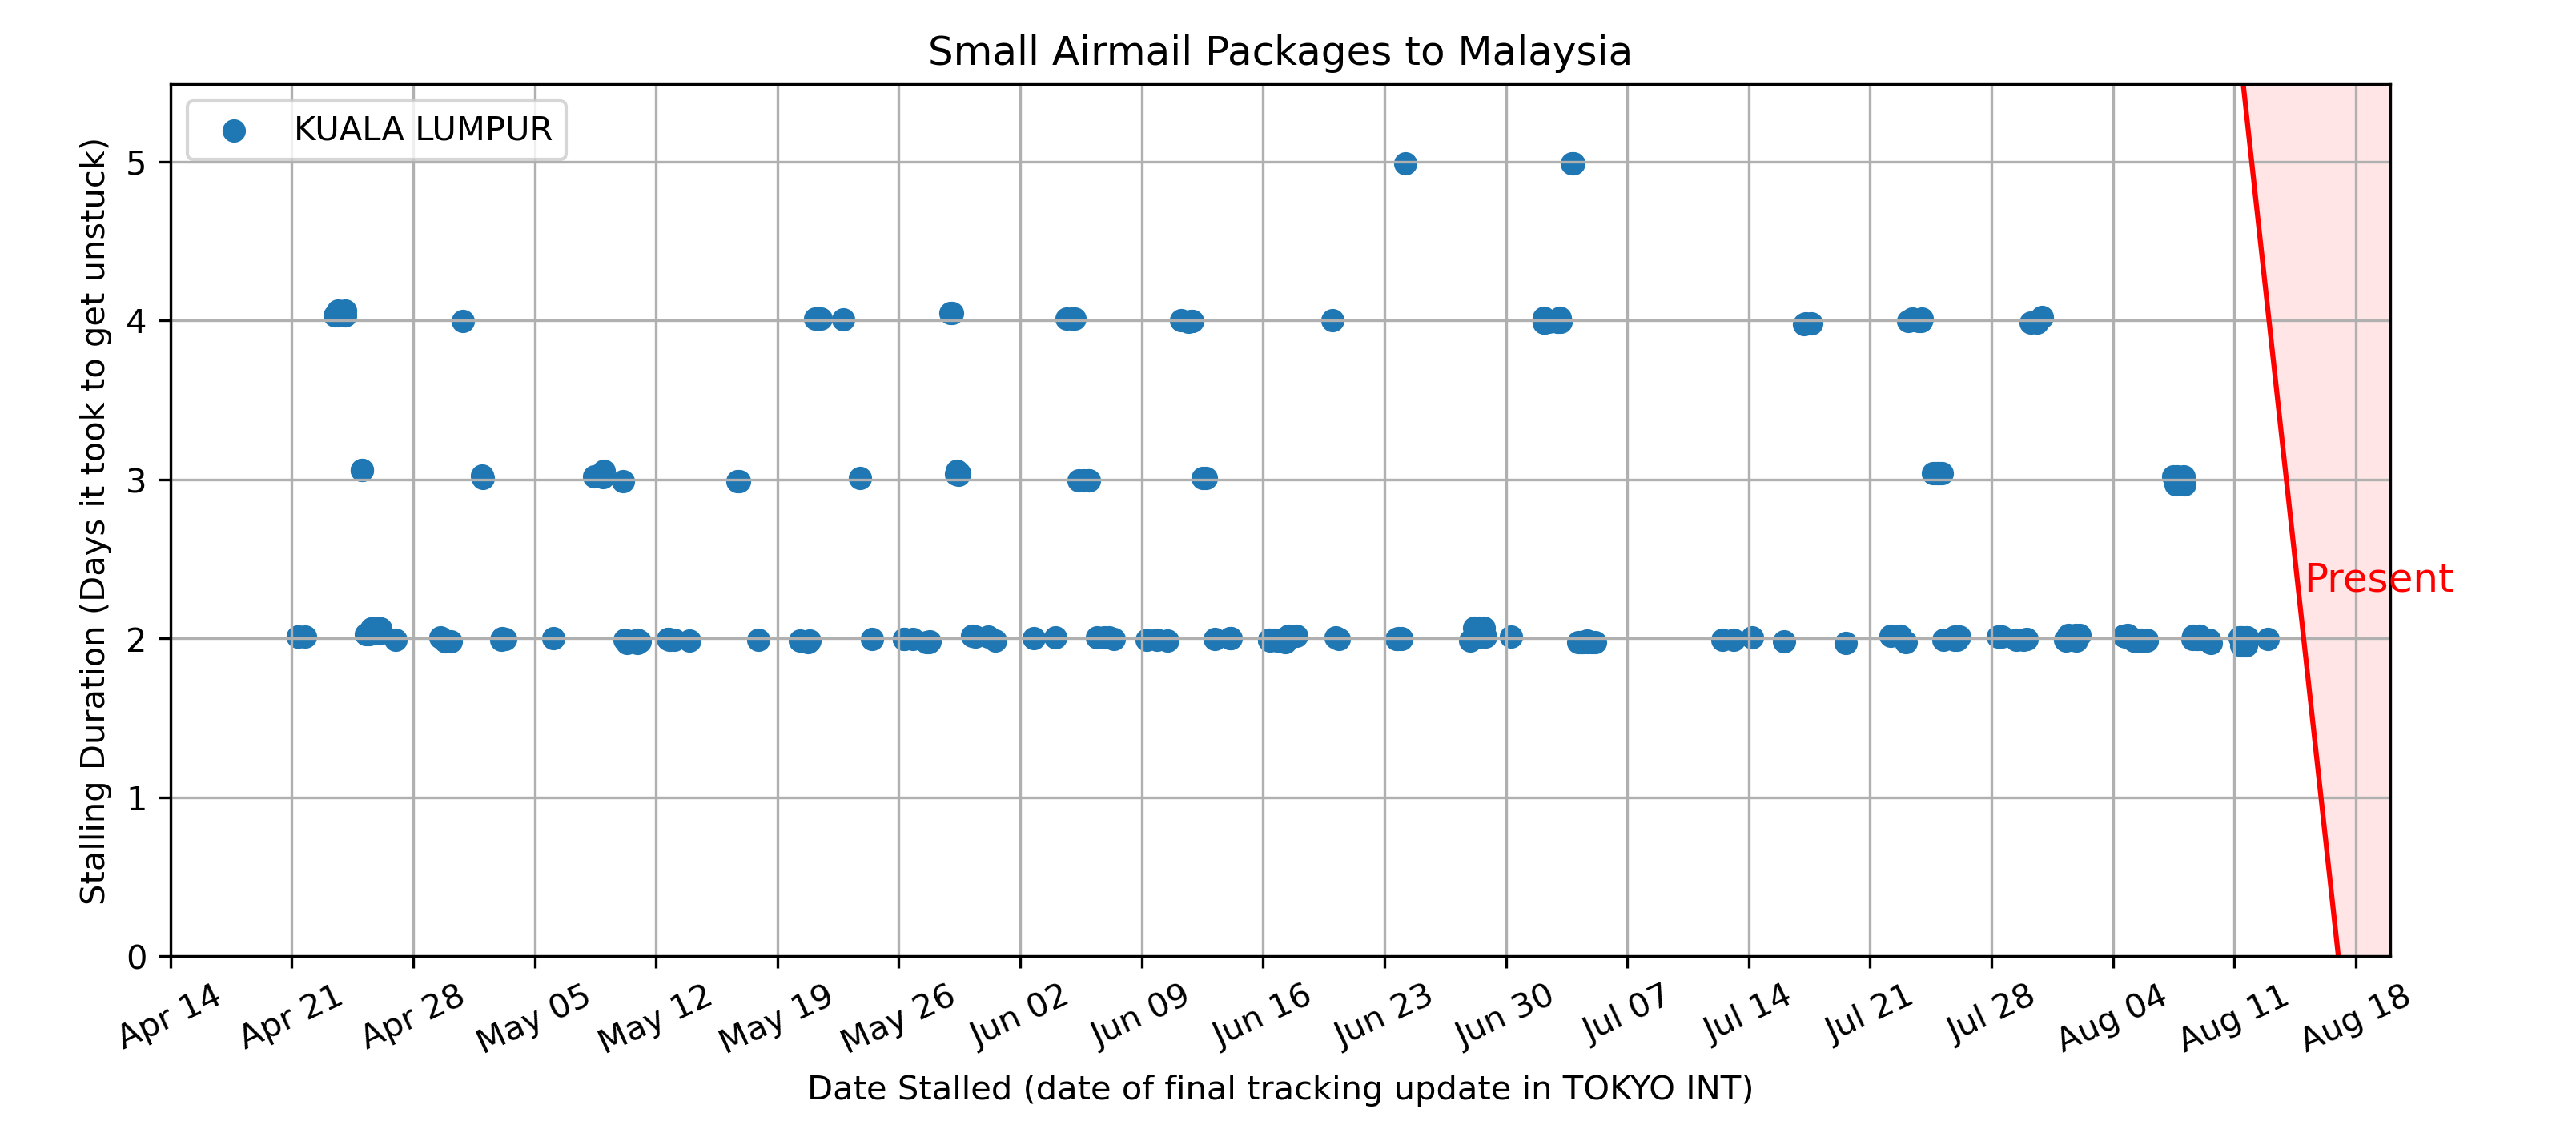 Small Airmail Packages to Malaysia
KUALA LUMPUR
Stalling Duration (Days it took to get unstuck)
5
4
3
2
1
0
Present
Apr 14
Apr 21
Apr 28
May 05
May 12
May 19
May 26
Jun 02
Jun 09
Jun 16
Jun 23
Jun 30
Jul 07
Jul 14
Jul 21
Jul 28
Aug 04
Aug 11
Aug 18
Date Stalled (date of final tracking update in TOKYO INT)